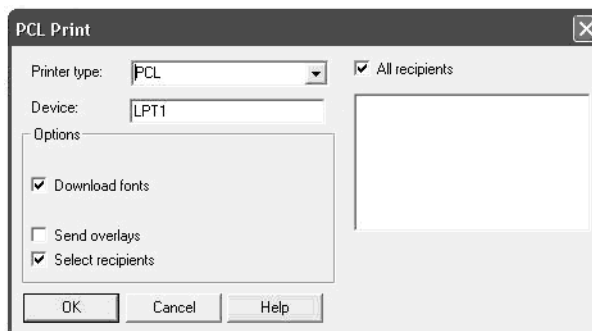 PCL Print
Printer type: PCL
All recipients
Device: LPT1
Options
Download fonts
Send overlays
Select recipients
OK Cancel Help